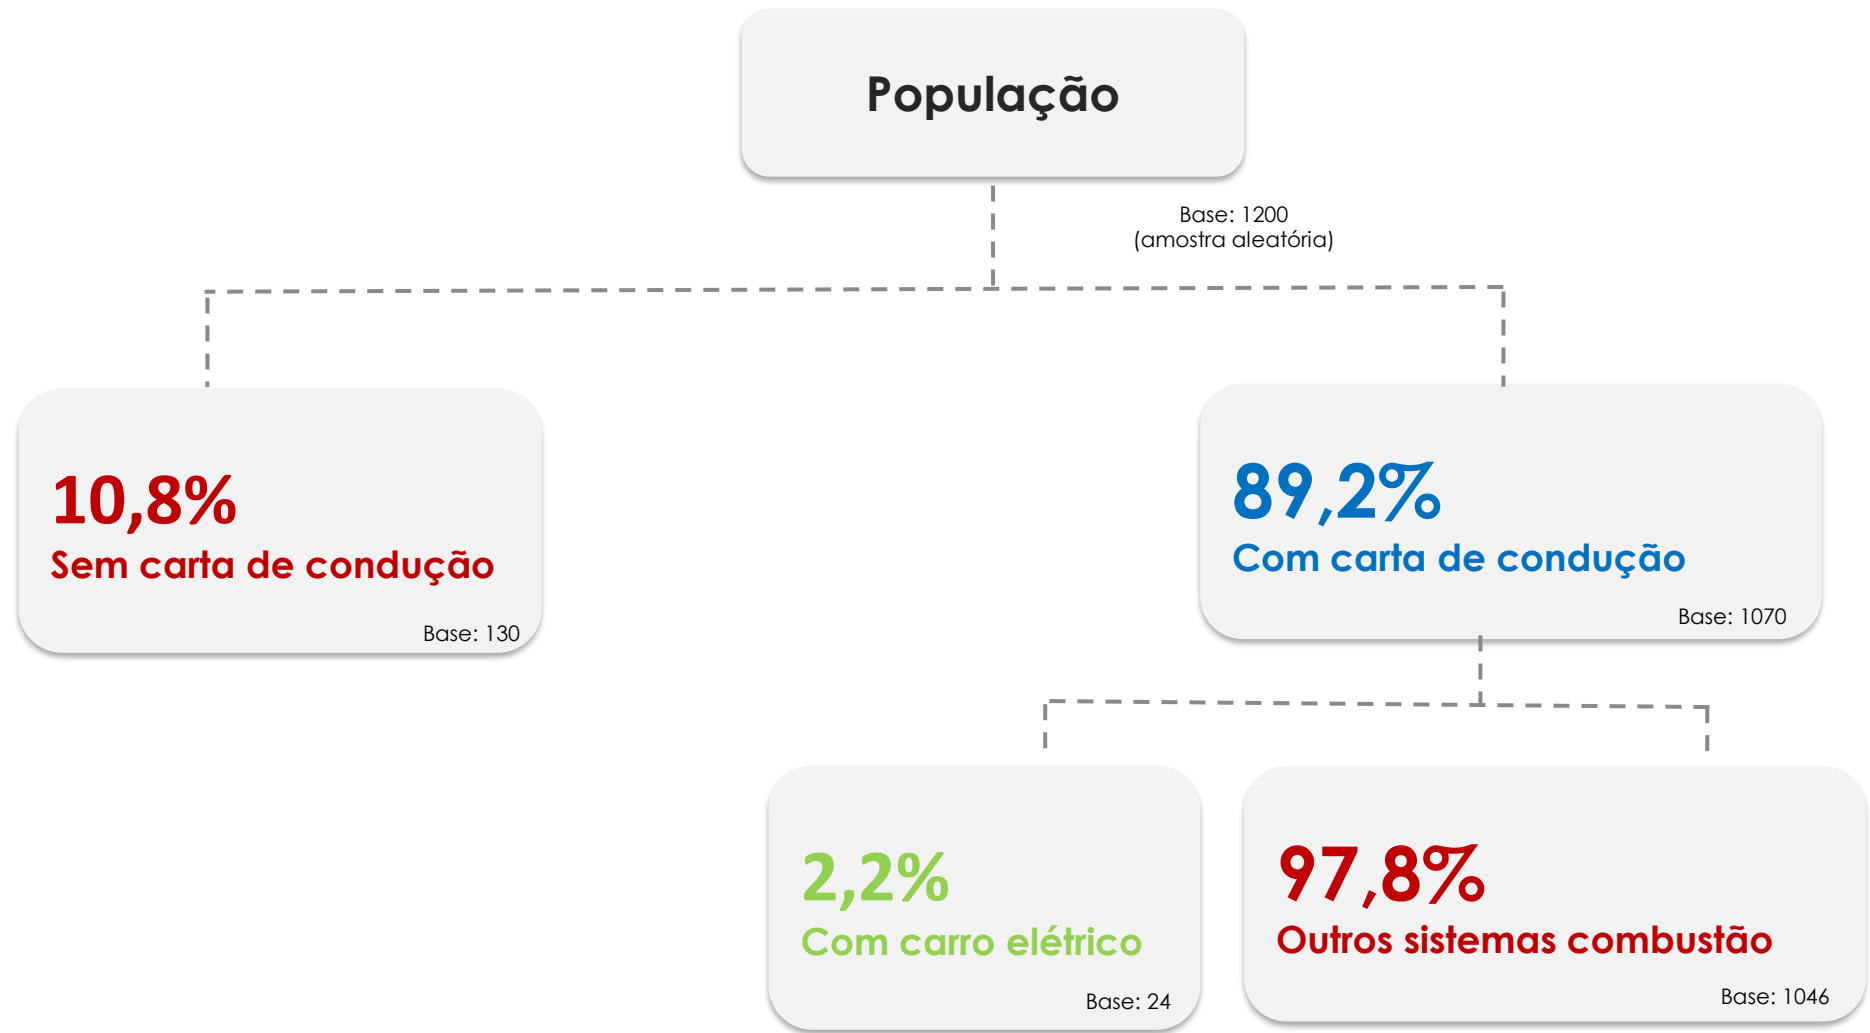 População
Base: 1200
(amostra aleatória)
10,8%
Sem carta de condução
Base: 130
89,2%
Com carta de condução
Base: 1070
2,2%
Com carro elétrico
Base: 24
97,8%
Outros sistemas combustão
Base: 1046